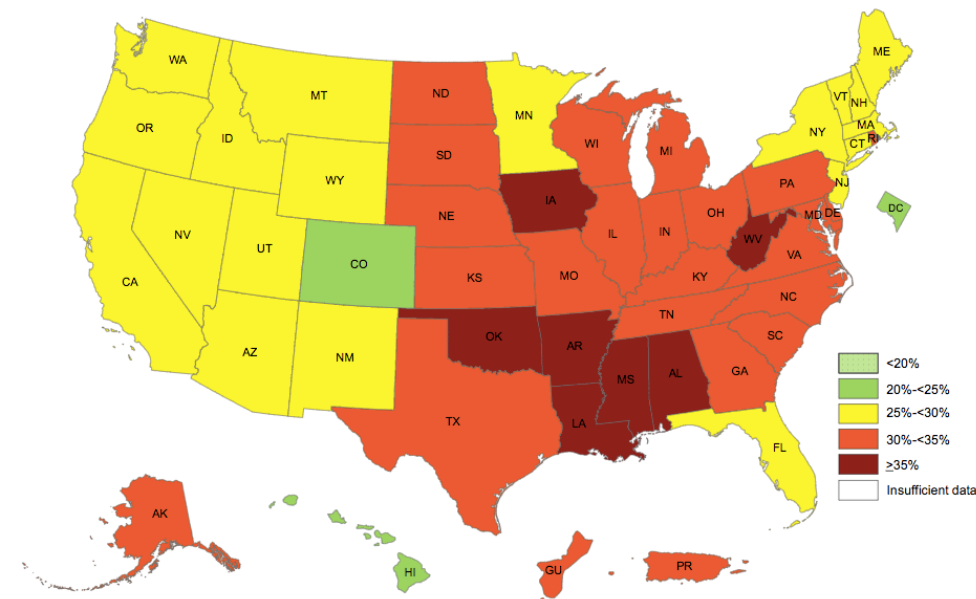 WA
MT
ND
MN
ME
VT
NH
OR
ID
SD
WI
MI
NY
MA
RI
CT
WY
NE
IA
PA
NJ
NV
UT
CO
IL
IN
OH
MD
DE
DC
CA
KS
MO
WV
VA
KY
AZ
NM
OK
AR
TN
NC
SC
MS
AL
GA
TX
LA
FL
<20%
20%-<25%
25%-<30%
30%-<35%
≥35%
Insufficient data
AK
HI
GU
PR